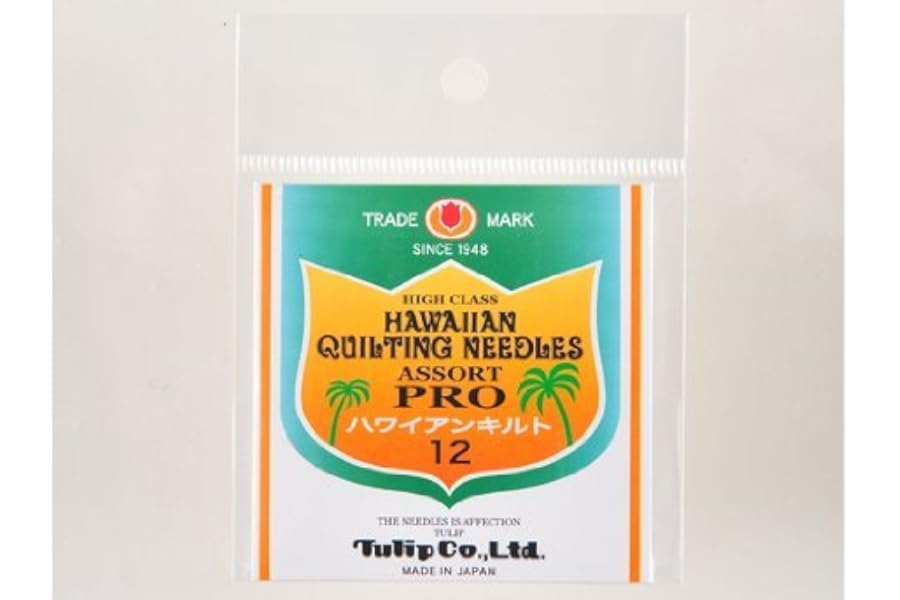 TRADE MARK
SINCE 1948
HIGH CLASS
HAWAIIAN
QUILTING NEEDLES
ASSORT
PRO
ハワイアンキルト
12
THE NEEDLES IS AFFECTION
TULIP
Tulip Co.,Ltd.
MADE IN JAPAN